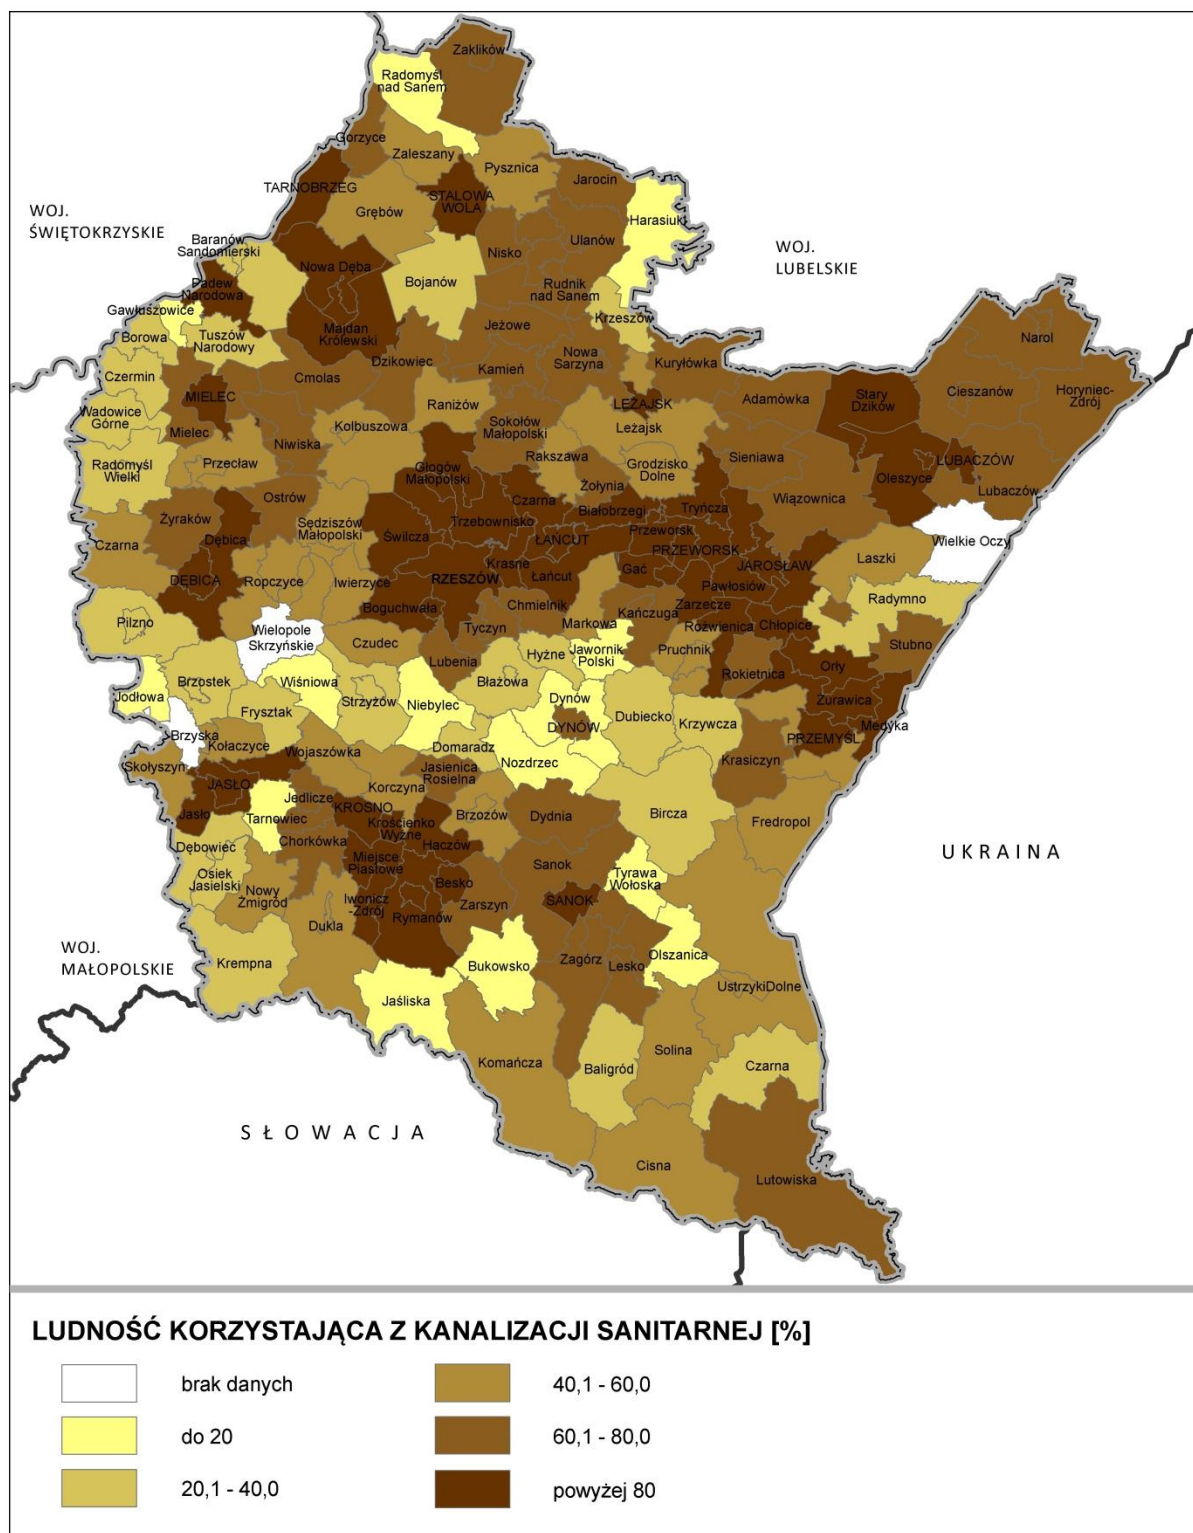 Zaklików
Radomyśl
nad Sanem
Gorzyce
Zaleszany
Pysznica
Jarocin
TARNOBRZEG
STALOWA
WOLA
Harasiuki
WOJ.
ŚWIĘTOKRZYSKIE
Grębów
Ulanów
Baranów
Sandomierski
Nisko
WOJ.
LUBELSKIE
Nowa Dęba
Bojanów
Padew
Narodowa
Rudnik
nad Sanem
Gawłuszowice
Krzeszów
Borowa
Tuszów
Narodowy
Majdan
Królewski
Jeżowe
Narol
Dzikowiec
Nowa
Sarzyna
Kuryłówka
Czermin
Cmolas
Kamień
Cieszanów
Horyniec-
Zdrój
MIELEC
Raniżów
LEŻAJSK
Adamówka
Stary
Dzików
Wadowice
Górne
Kolbuszowa
Sokołów
Małopolski
Leżajsk
Mielec
Niwiska
Radomyśl
Wielki
Przecław
Głogów
Małopolski
Rakszawa
Grodzisko
Dolne
Sieniawa
LUBACZÓW
Oleszyce
Lubaczów
Żołynia
Ostrów
Czarna
Wiązownica
Żyraków
Sędziszów
Małopolski
Trzebownisko
Białobrzegi
Tryńcza
Dębica
Świlcza
ŁAŃCUT
Przeworsk
Wielkie Oczy
Czarna
PRZEWORSK
Laszki
DĘBICA
Ropczyce
Iwierzyce
RZESZÓW
Krasne
Łańcut
Gać
JAROSŁAW
Pawłosiów
Radymno
Boguchwała
Chmielnik
Kańczuga
Zarzecze
Pilzno
Wielopole
Skrzyńskie
Tyczyn
Markowa
Roźwienica
Chłopice
Czudec
Lubenia
Hyżne
Jawornik
Polski
Pruchnik
Stubno
Jodłowa
Brzostek
Wiśniowa
Strzyżów
Niebylec
Błażowa
Dynów
Rokietnica
Orły
Frysztak
DYNÓW
Dubiecko
Krzywcza
Żurawica
Brzyska
Kołaczyce
Wojaszówka
Domaradz
Medyka
PRZEMYŚL
Skołyszyn
Jasienica
Rosielna
Nozdrzec
Krasiczyn
JASŁO
Jedlicze
Korczyna
KROSNO
Jasło
Tarnowiec
Krościenko
Wyżne
Brzozów
Dydnia
Bircza
Fredropol
Chorkówka
Haczów
Dębowiec
Miejsce
Piastowe
Sanok
UKRAINA
Osiek
Jasielski
Besko
Tyrawa
Wołoska
Nowy
Żmigród
Iwonicz
-Zdrój
Zarszyn
SANOK
Rymanów
Dukla
WOJ.
MAŁOPOLSKIE
Krempna
Bukowsko
Zagórz
Lesko
Olszanica
UstrzykiDolne
Jaśliska
Solina
Komańcza
Baligród
Czarna
SŁOWACJA
Cisna
Lutowiska
LUDNOŚĆ KORZYSTAJĄCA Z KANALIZACJI SANITARNEJ [%]
brak danych
do 20
20,1 - 40,0
40,1 - 60,0
60,1 - 80,0
powyżej 80